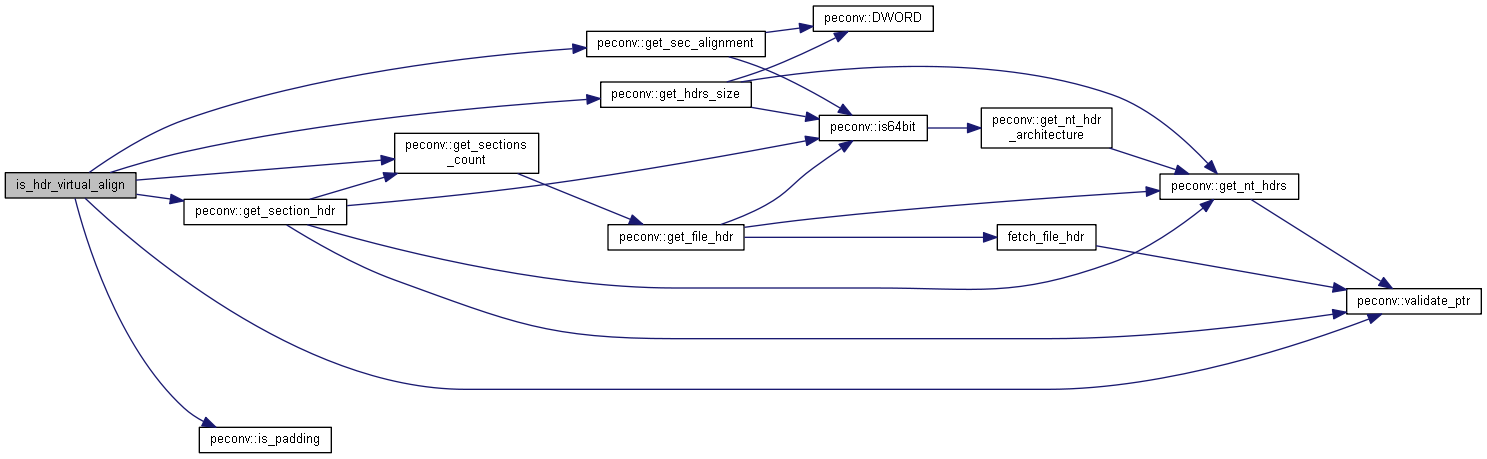 peconv::DWORD
peconv::get_sec_alignment
peconv::get_hdrs_size
peconv::is64bit
peconv::get_nt_hdr
_architecture
peconv::get_sections
_count
is_hdr_virtual_align
peconv::get_nt_hdrs
peconv::get_section_hdr
peconv::get_file_hdr
fetch_file_hdr
peconv::validate_ptr
peconv::is_padding